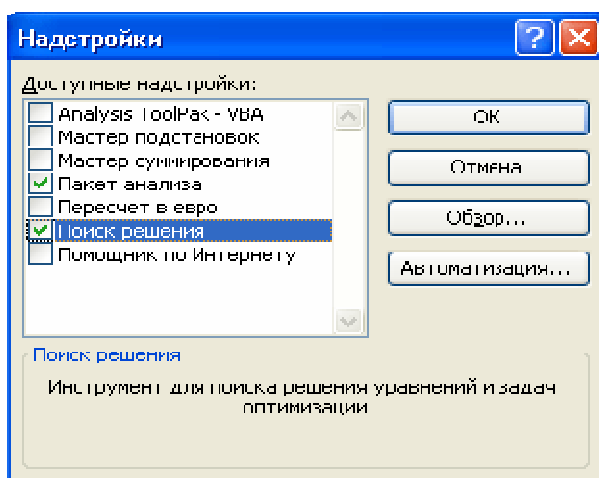 Надстройки
Доступные надстройки:
Analysis ToolPak - VBA
Мастер подстановок
Мастер суммирования
Пакет анализа
Пересчет в евро
Поиск решения
Помощник по Интернету
ОК
Отмена
Обзор...
Автоматизация...
Поиск решения
Инструмент для поиска решения уравнений и задач
оптимизации